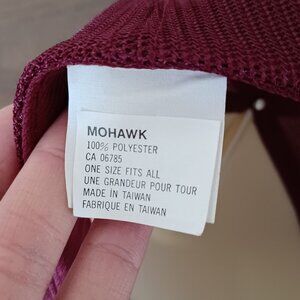 MOHAWK
100% POLYESTER
CA 06785
ONE SIZE FITS ALL
UNE GRANDEUR POUR TOUR
MADE IN TAIWAN
FABRIQUE EN TAIWAN